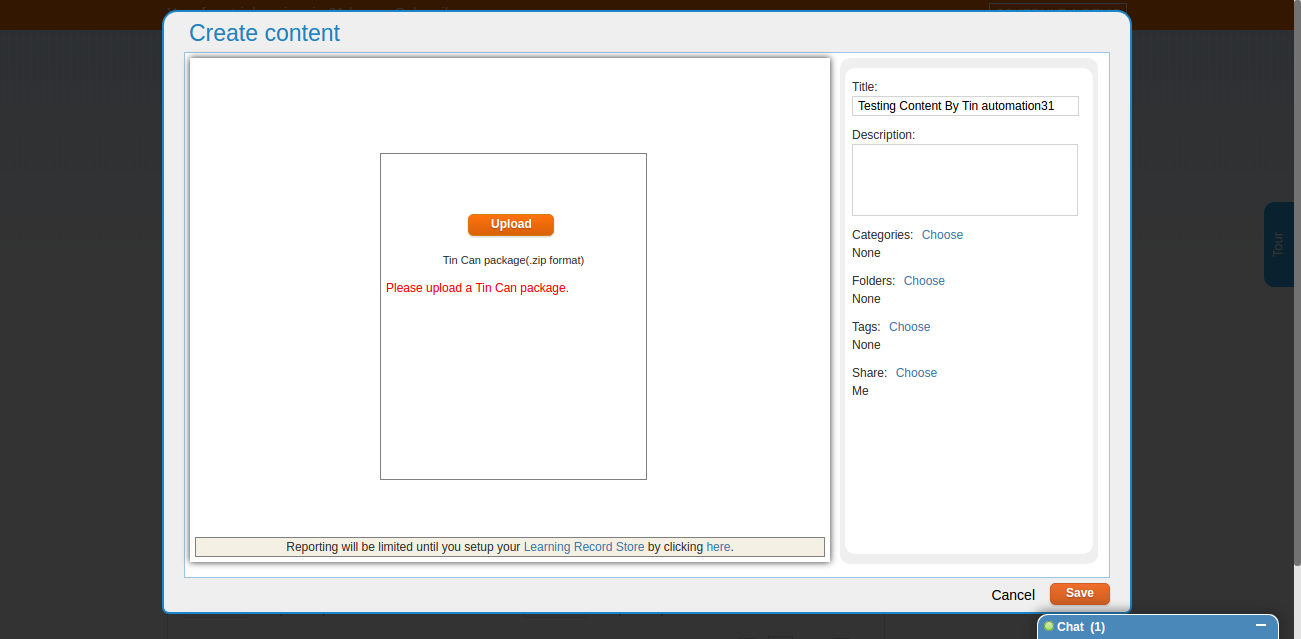 Create content
Upload
Tin Can package(.zip format)
Please upload a Tin Can package.
Reporting will be limited until you setup your Learning Record Store by clicking here.
Title:
Testing Content By Tin automation31
Description:
Categories: Choose
None
Folders: Choose
None
Tags: Choose
None
Share: Choose
Me
Tour
Cancel
Save
Chat (1)